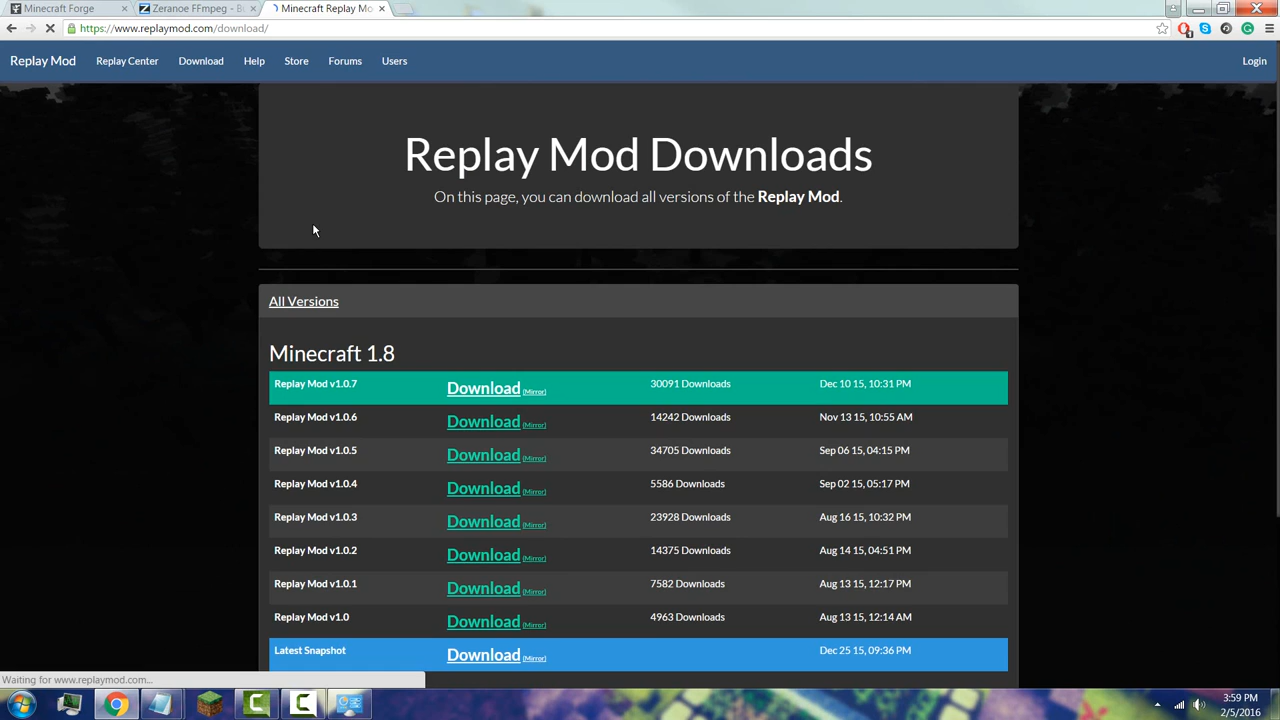 Minecraft Forge
Zeranoe FFmpeg - B
Minecraft Replay Mo
https://www.replaymod.com/download/
Replay Mod Replay Center Download Help Store Forums Users Login
Replay Mod Downloads
On this page, you can download all versions of the Replay Mod.
All Versions
Minecraft 1.8
Replay Mod v1.0.7 Download (Mirror) 30091 Downloads Dec 10 15, 10:31 PM
Replay Mod v1.0.6 Download (Mirror) 14242 Downloads Nov 13 15, 10:55 AM
Replay Mod v1.0.5 Download (Mirror) 34705 Downloads Sep 06 15, 04:15 PM
Replay Mod v1.0.4 Download (Mirror) 5586 Downloads Sep 02 15, 05:17 PM
Replay Mod v1.0.3 Download (Mirror) 23928 Downloads Aug 16 15, 10:32 PM
Replay Mod v1.0.2 Download (Mirror) 14375 Downloads Aug 14 15, 04:51 PM
Replay Mod v1.0.1 Download (Mirror) 7582 Downloads Aug 13 15, 12:17 PM
Replay Mod v1.0 Download (Mirror) 4963 Downloads Aug 13 15, 12:14 AM
Latest Snapshot Download (Mirror) Dec 25 15, 09:36 PM
Waiting for www.replaymod.com...
3:59 PM
2/5/2016